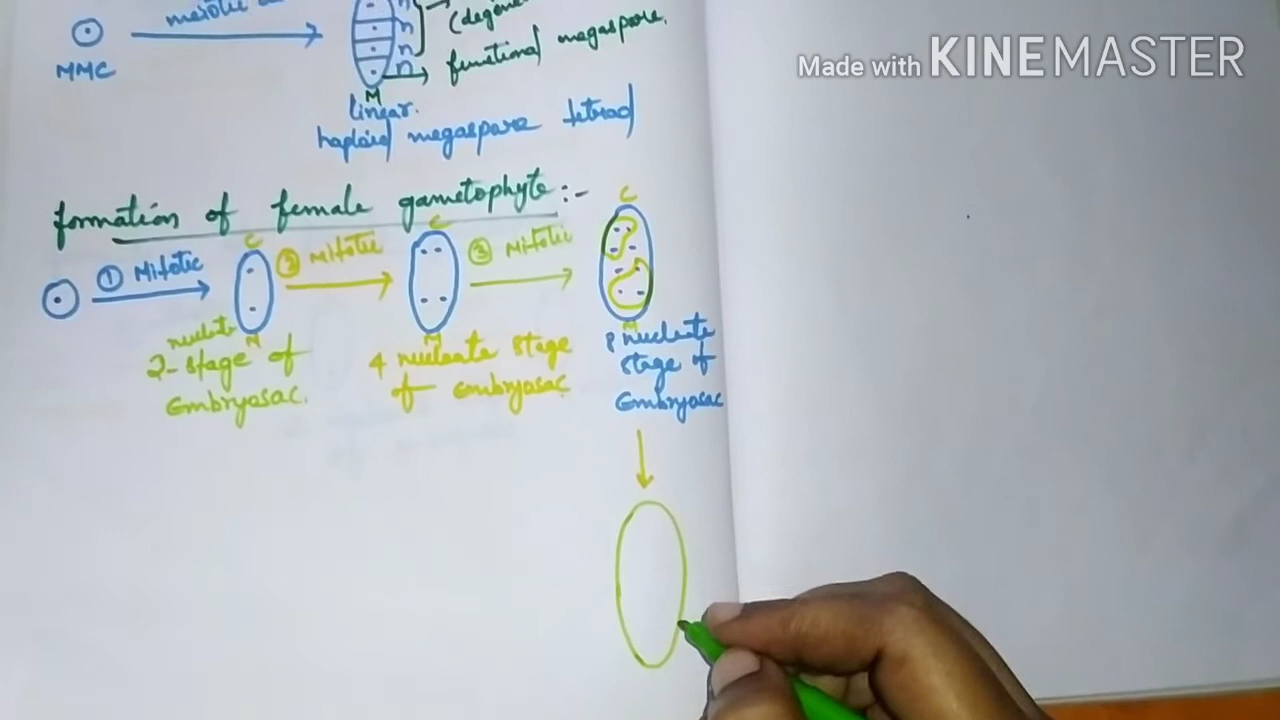 Made with KINEMASTER
meiotic
n
(degene
n
n
functional megaspore.
n
MMC
M
linear.
haploid megaspore tetrad
formation of female gametophyte :-
C
C
C
① Mitotic
② Mitotic
③ Mitotic
M
M
M
nucleate
2-stage of
Embryosac.
4 nucleate stage
of embryosac
8 nucleate
stage of
Embryosac